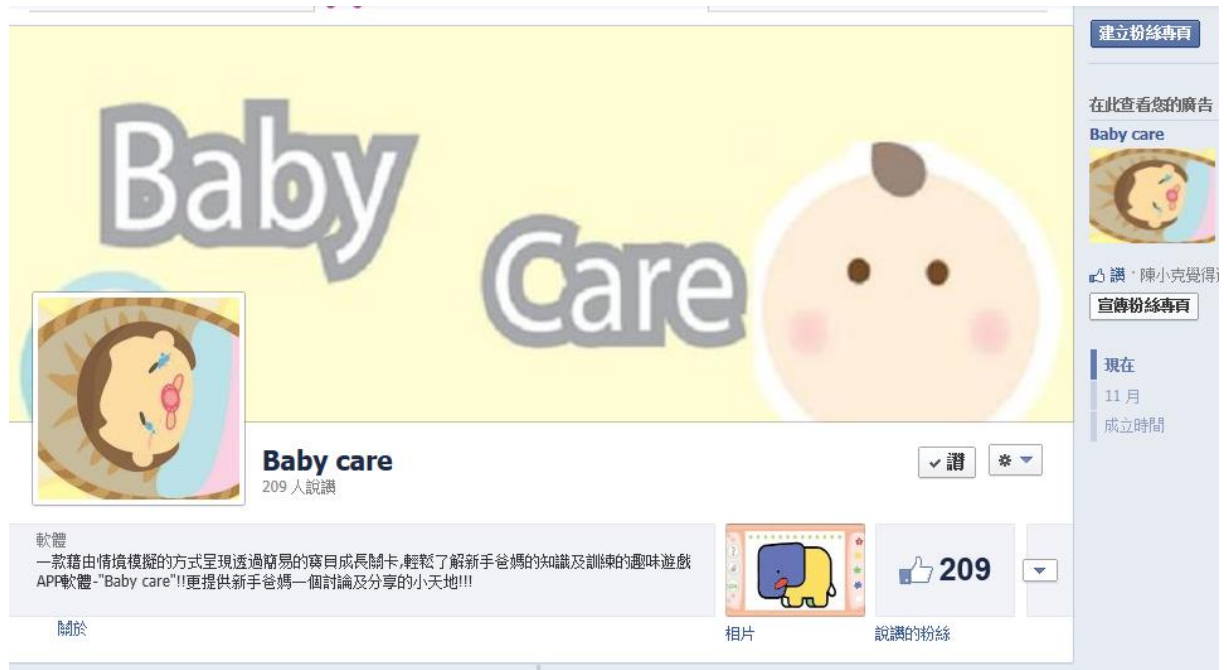 Baby
Care
Baby care
209 人說讚
讚
軟體
一款藉由情境模擬的方式呈現透過簡易的寶貝成長關卡,輕鬆了解新手爸媽的知識及訓練的趣味遊戲
APP軟體-"Baby care"!!更提供新手爸媽一個討論及分享的小天地!!!
關於
相片
209
說讚的粉絲
建立粉絲專頁
在此查看您的廣告
Baby care
讚 · 陳小克覺得
宣傳粉絲專頁
現在
11 月
成立時間